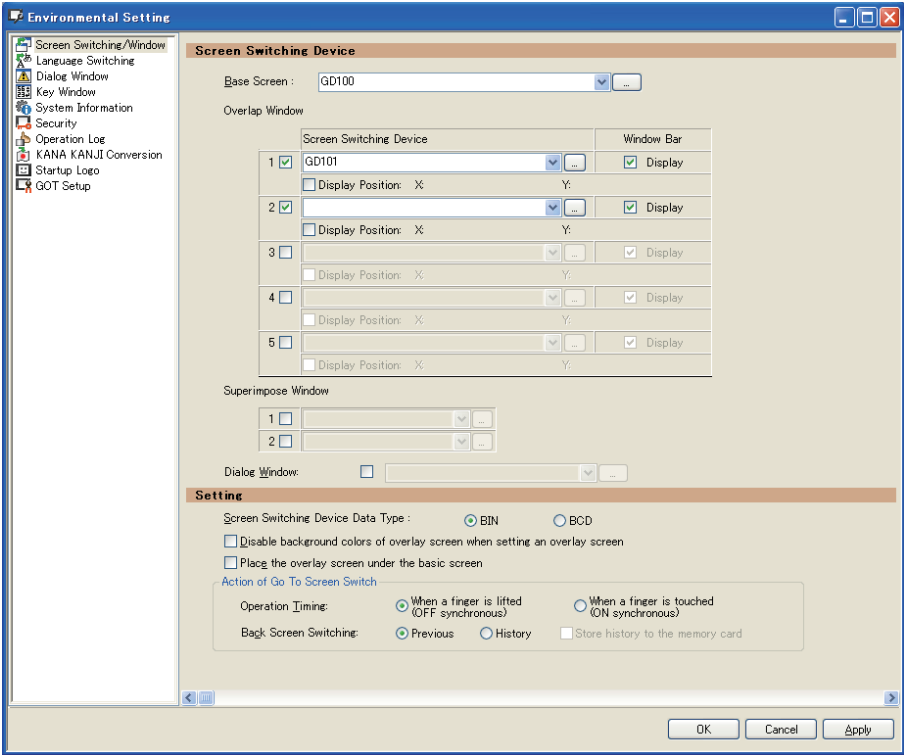 Environmental Setting
Screen Switching/Window
Language Switching
Dialog Window
Key Window
System Information
Security
Operation Log
KANA KANJI Conversion
Startup Logo
GOT Setup
Screen Switching Device
Base Screen : GD100 ...
Overlap Window
Screen Switching Device Window Bar
1 GD101 ... Display
Display Position: X: Y:
2 ... Display
Display Position: X: Y:
3 ... Display
Display Position: X: Y:
4 ... Display
Display Position: X: Y:
5 ... Display
Display Position: X: Y:
Superimpose Window
1 ...
2 ...
Dialog Window: ...
Setting
Screen Switching Device Data Type : BIN BCD
Disable background colors of overlay screen when setting an overlay screen
Place the overlay screen under the basic screen
Action of Go To Screen Switch
Operation Timing: When a finger is lifted (OFF synchronous) When a finger is touched (ON synchronous)
Back Screen Switching: Previous History Store history to the memory card
OK Cancel Apply